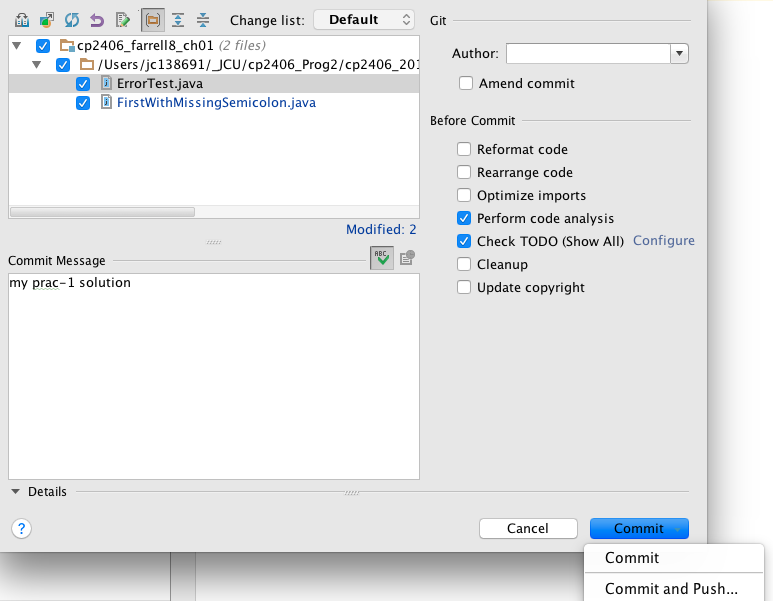 Change list: Default
cp2406_farrell8_ch01 (2 files)
/Users/jc138691/_JCU/cp2406_Prog2/cp2406_201
ErrorTest.java
FirstWithMissingSemicolon.java
Modified: 2
Commit Message
ABC
my prac-1 solution
Git
Author:
Amend commit
Before Commit
Reformat code
Rearrange code
Optimize imports
Perform code analysis
Check TODO (Show All) Configure
Cleanup
Update copyright
Details
? Cancel Commit
Commit
Commit and Push...